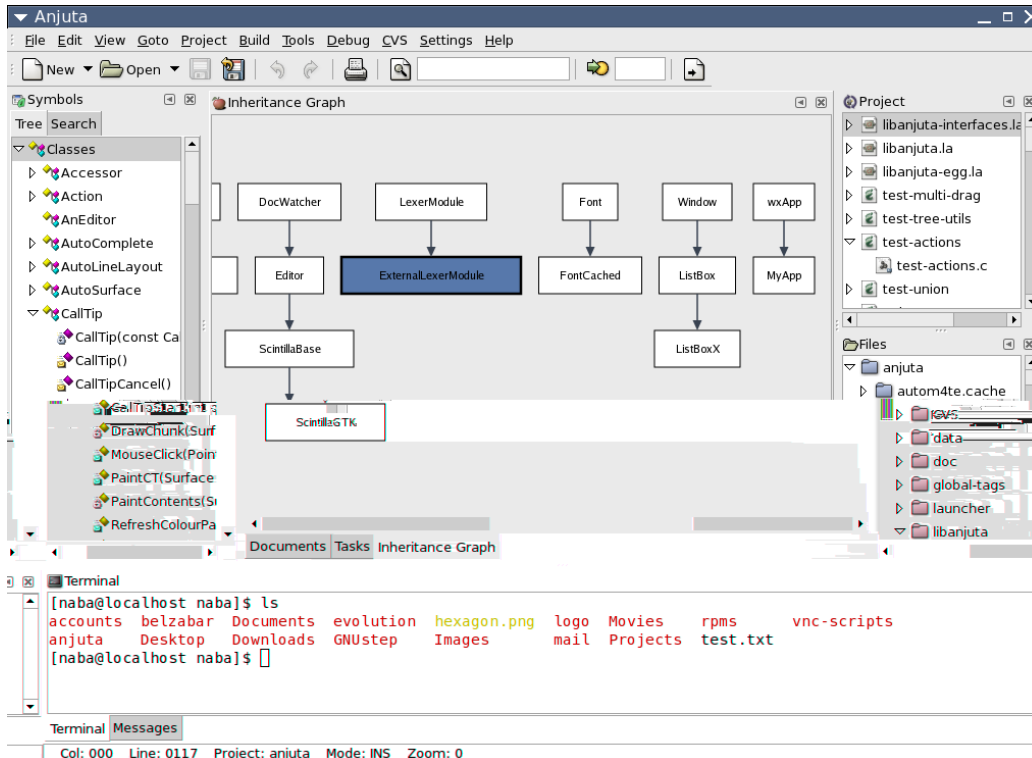 Anjuta
File Edit View Goto Project Build Tools Debug CVS Settings Help
New Open
Symbols
Tree Search
Classes
Accessor
Action
AnEditor
AutoComplete
AutoLineLayout
AutoSurface
CallTip
CallTip(const Ca
CallTip()
CallTipCancel()
DrawChunk(Surf
MouseClick(Poin
PaintCT(Surface
PaintContents(Su
RefreshColourPa
Inheritance Graph
DocWatcher LexerModule Font Window wxApp
Editor ExternalLexerModule FontCached ListBox MyApp
ScintillaBase ListBoxX
ScintillaGTK
Documents Tasks Inheritance Graph
Project
libanjuta-interfaces.la
libanjuta.la
libanjuta-egg.la
test-multi-drag
test-tree-utils
test-actions
test-actions.c
test-union
Files
anjuta
autom4te.cache
CVS
data
doc
global-tags
launcher
libanjuta
Terminal
[naba@localhost naba]$ ls
accounts belzabar Documents evolution hexagon.png logo Movies rpms vnc-scripts
anjuta Desktop Downloads GNUstep Images mail Projects test.txt
[naba@localhost naba]$
Terminal Messages
Col: 000 Line: 0117 Project: anjuta Mode: INS Zoom: 0